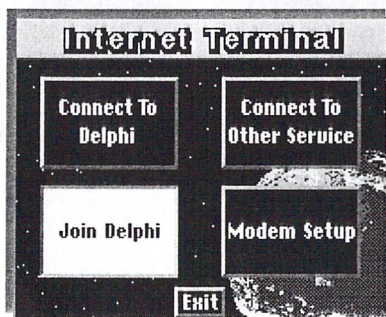 Internet Terminal
Connect To
Delphi
Connect To
Other Service
Join Delphi
Modem Setup
Exit